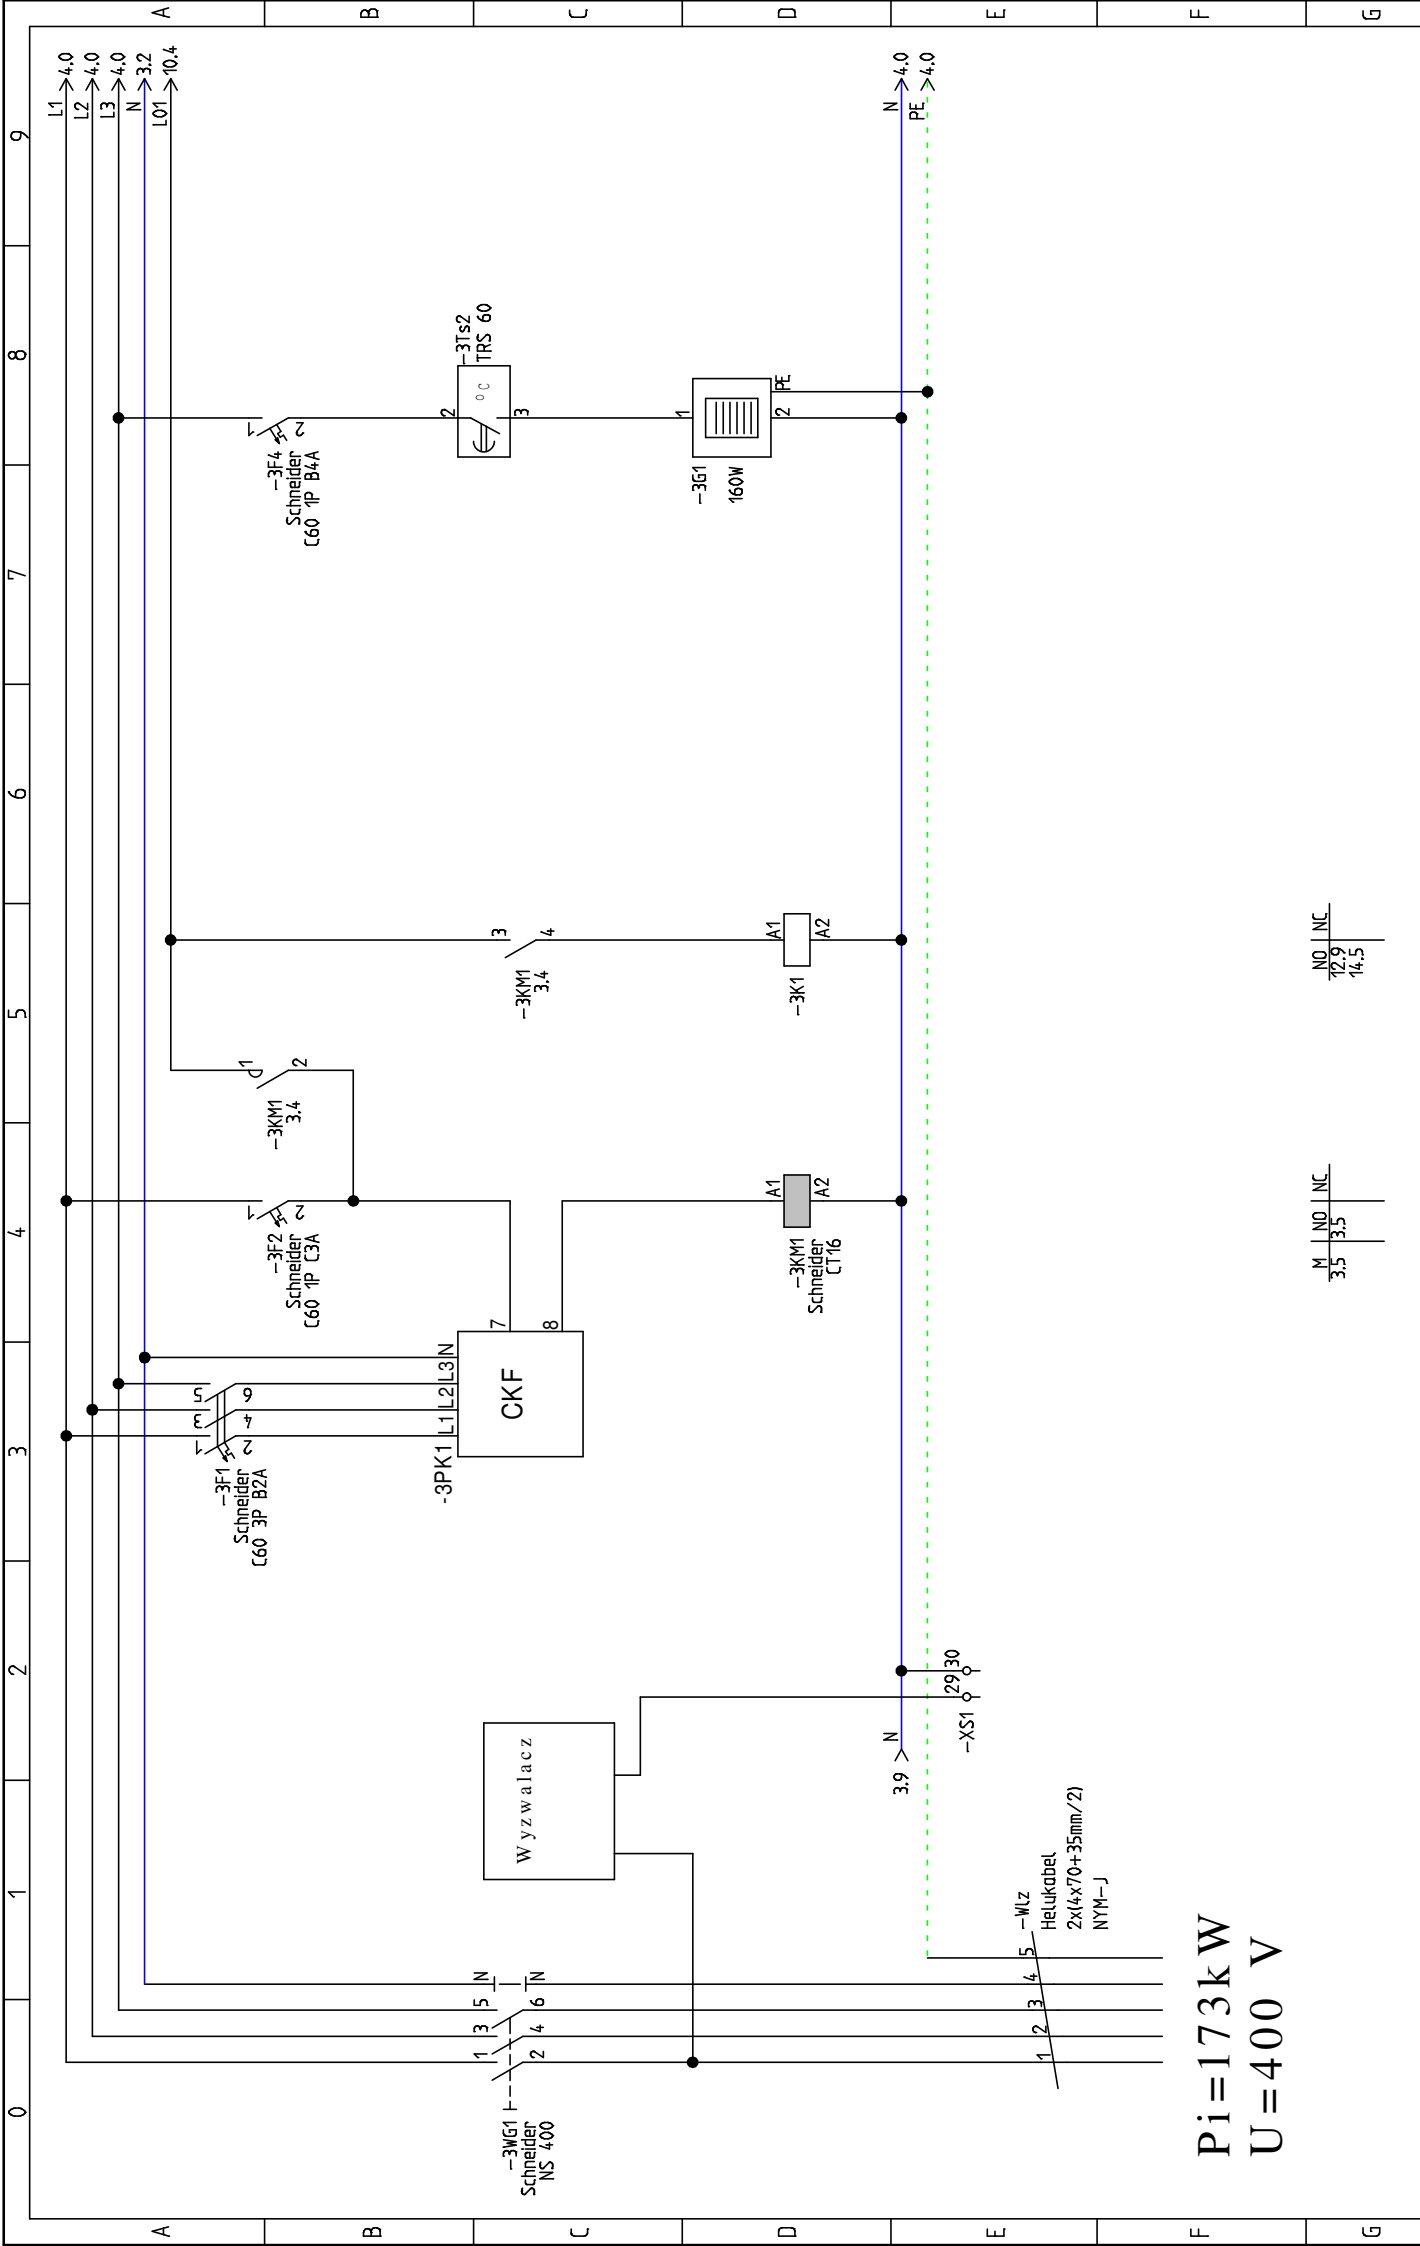 0 1 2 3 4 5 6 7 8 9
A A
L1 4.0
L2 4.0
L3 4.0
N 3.2
L01 10.4
1 3 5
2 4 6
-3F1
Schneider
C60 3P B2A
1
2
-3F2
Schneider
C60 1P C3A
1
2
-3KM1
3.4
1
2
-3F4
Schneider
C60 1P B4A
B B
-3PK1
L1 L2 L3 N
CKF
7
8
2
3
-3Ts2
TRS 60
°C
1 3 5 N
2 4 6 N
-3WG1
Schneider
NS 400
Wyzwalacz
3
4
-3KM1
3.4
C C
A1
A2
-3KM1
Schneider
CT16
A1
A2
-3K1
1
2 PE
-3G1
160W
D D
3.9 N
N 4.0
PE 4.0
29 30
-XS1
1 2 3 4 5
-Wlz
Helukabel
2x(4x70+35mm/2)
NYM-J
E E
Pi=173kW
U=400 V
F F
M NO NC
3.5 3.5
NO NC
12.9
14.5
G G